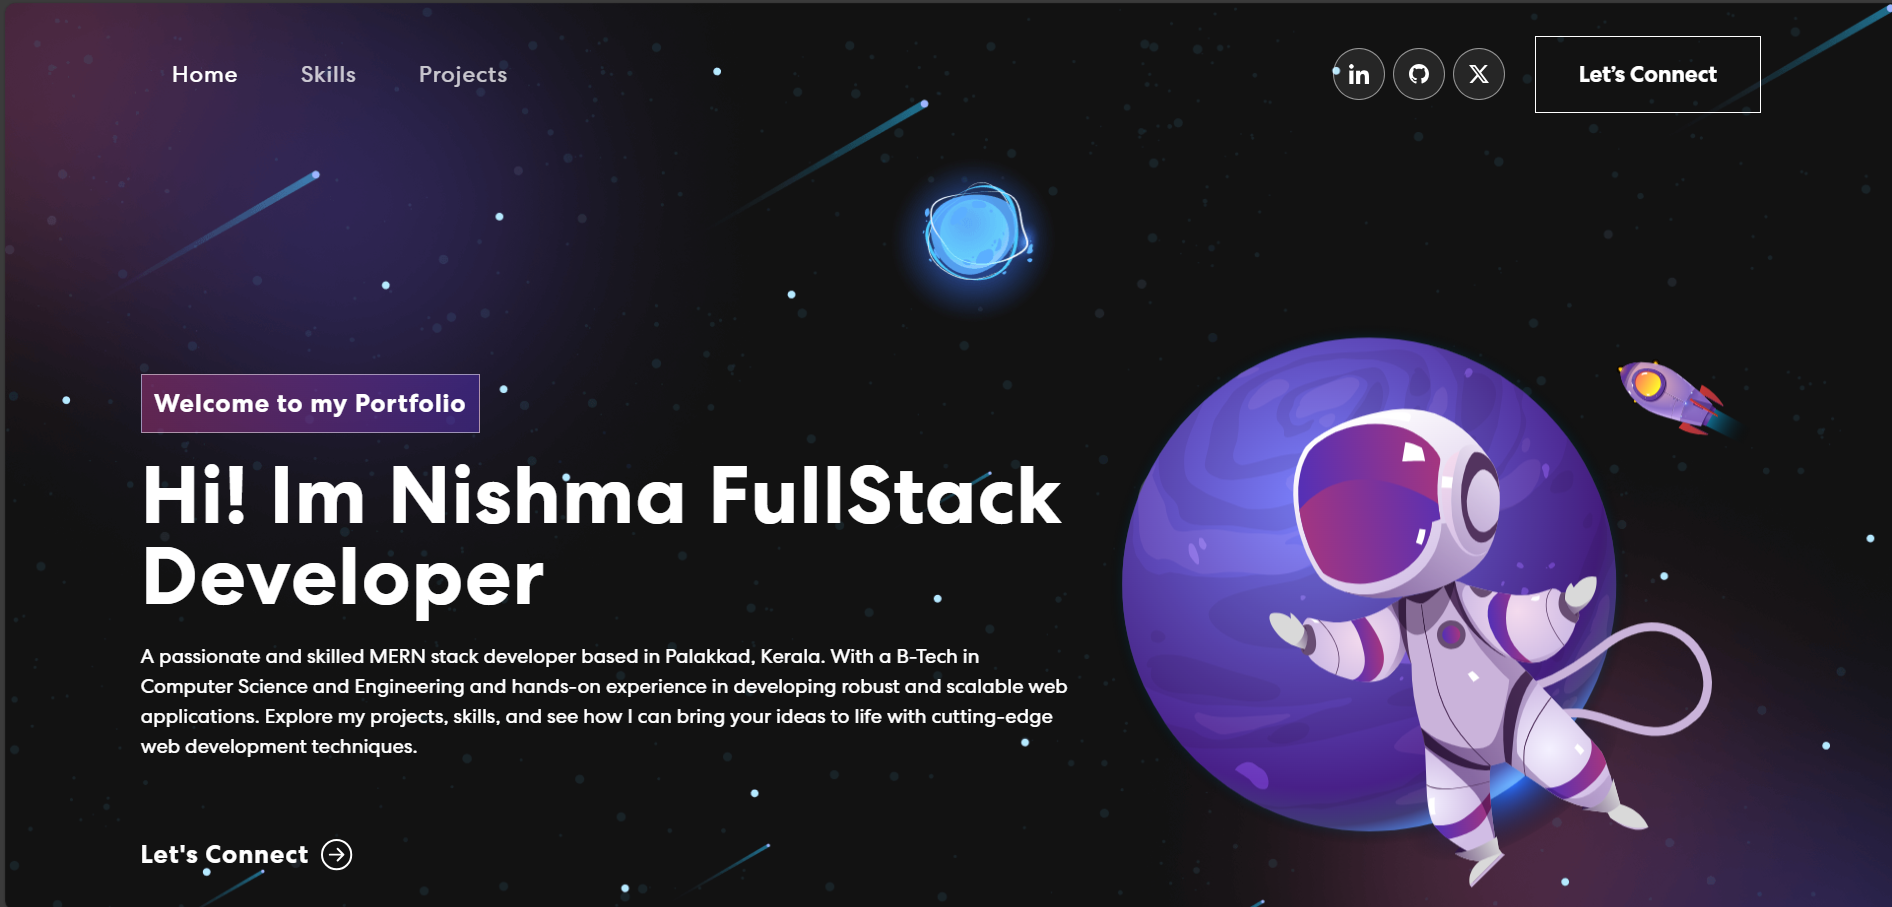 Home Skills Projects Let's Connect
Welcome to my Portfolio
Hi! Im Nishma FullStack
Developer
A passionate and skilled MERN stack developer based in Palakkad, Kerala. With a B-Tech in
Computer Science and Engineering and hands-on experience in developing robust and scalable web
applications. Explore my projects, skills, and see how I can bring your ideas to life with cutting-edge
web development techniques.
Let's Connect